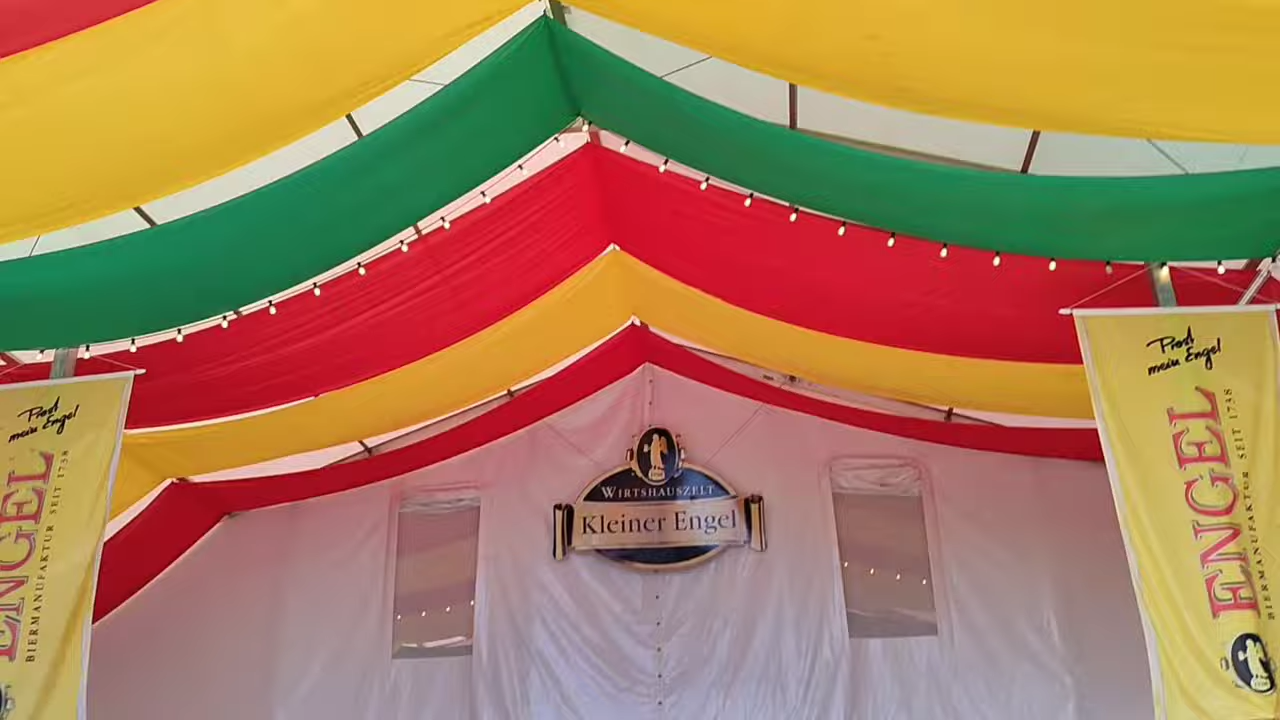 Prost
mein Engel
ENGEL
BIERMANUFAKTUR SEIT 1738
WIRTSHAUSZELT
Kleiner Engel
Prost
mein Engel
ENGEL
BIERMANUFAKTUR SEIT 1738